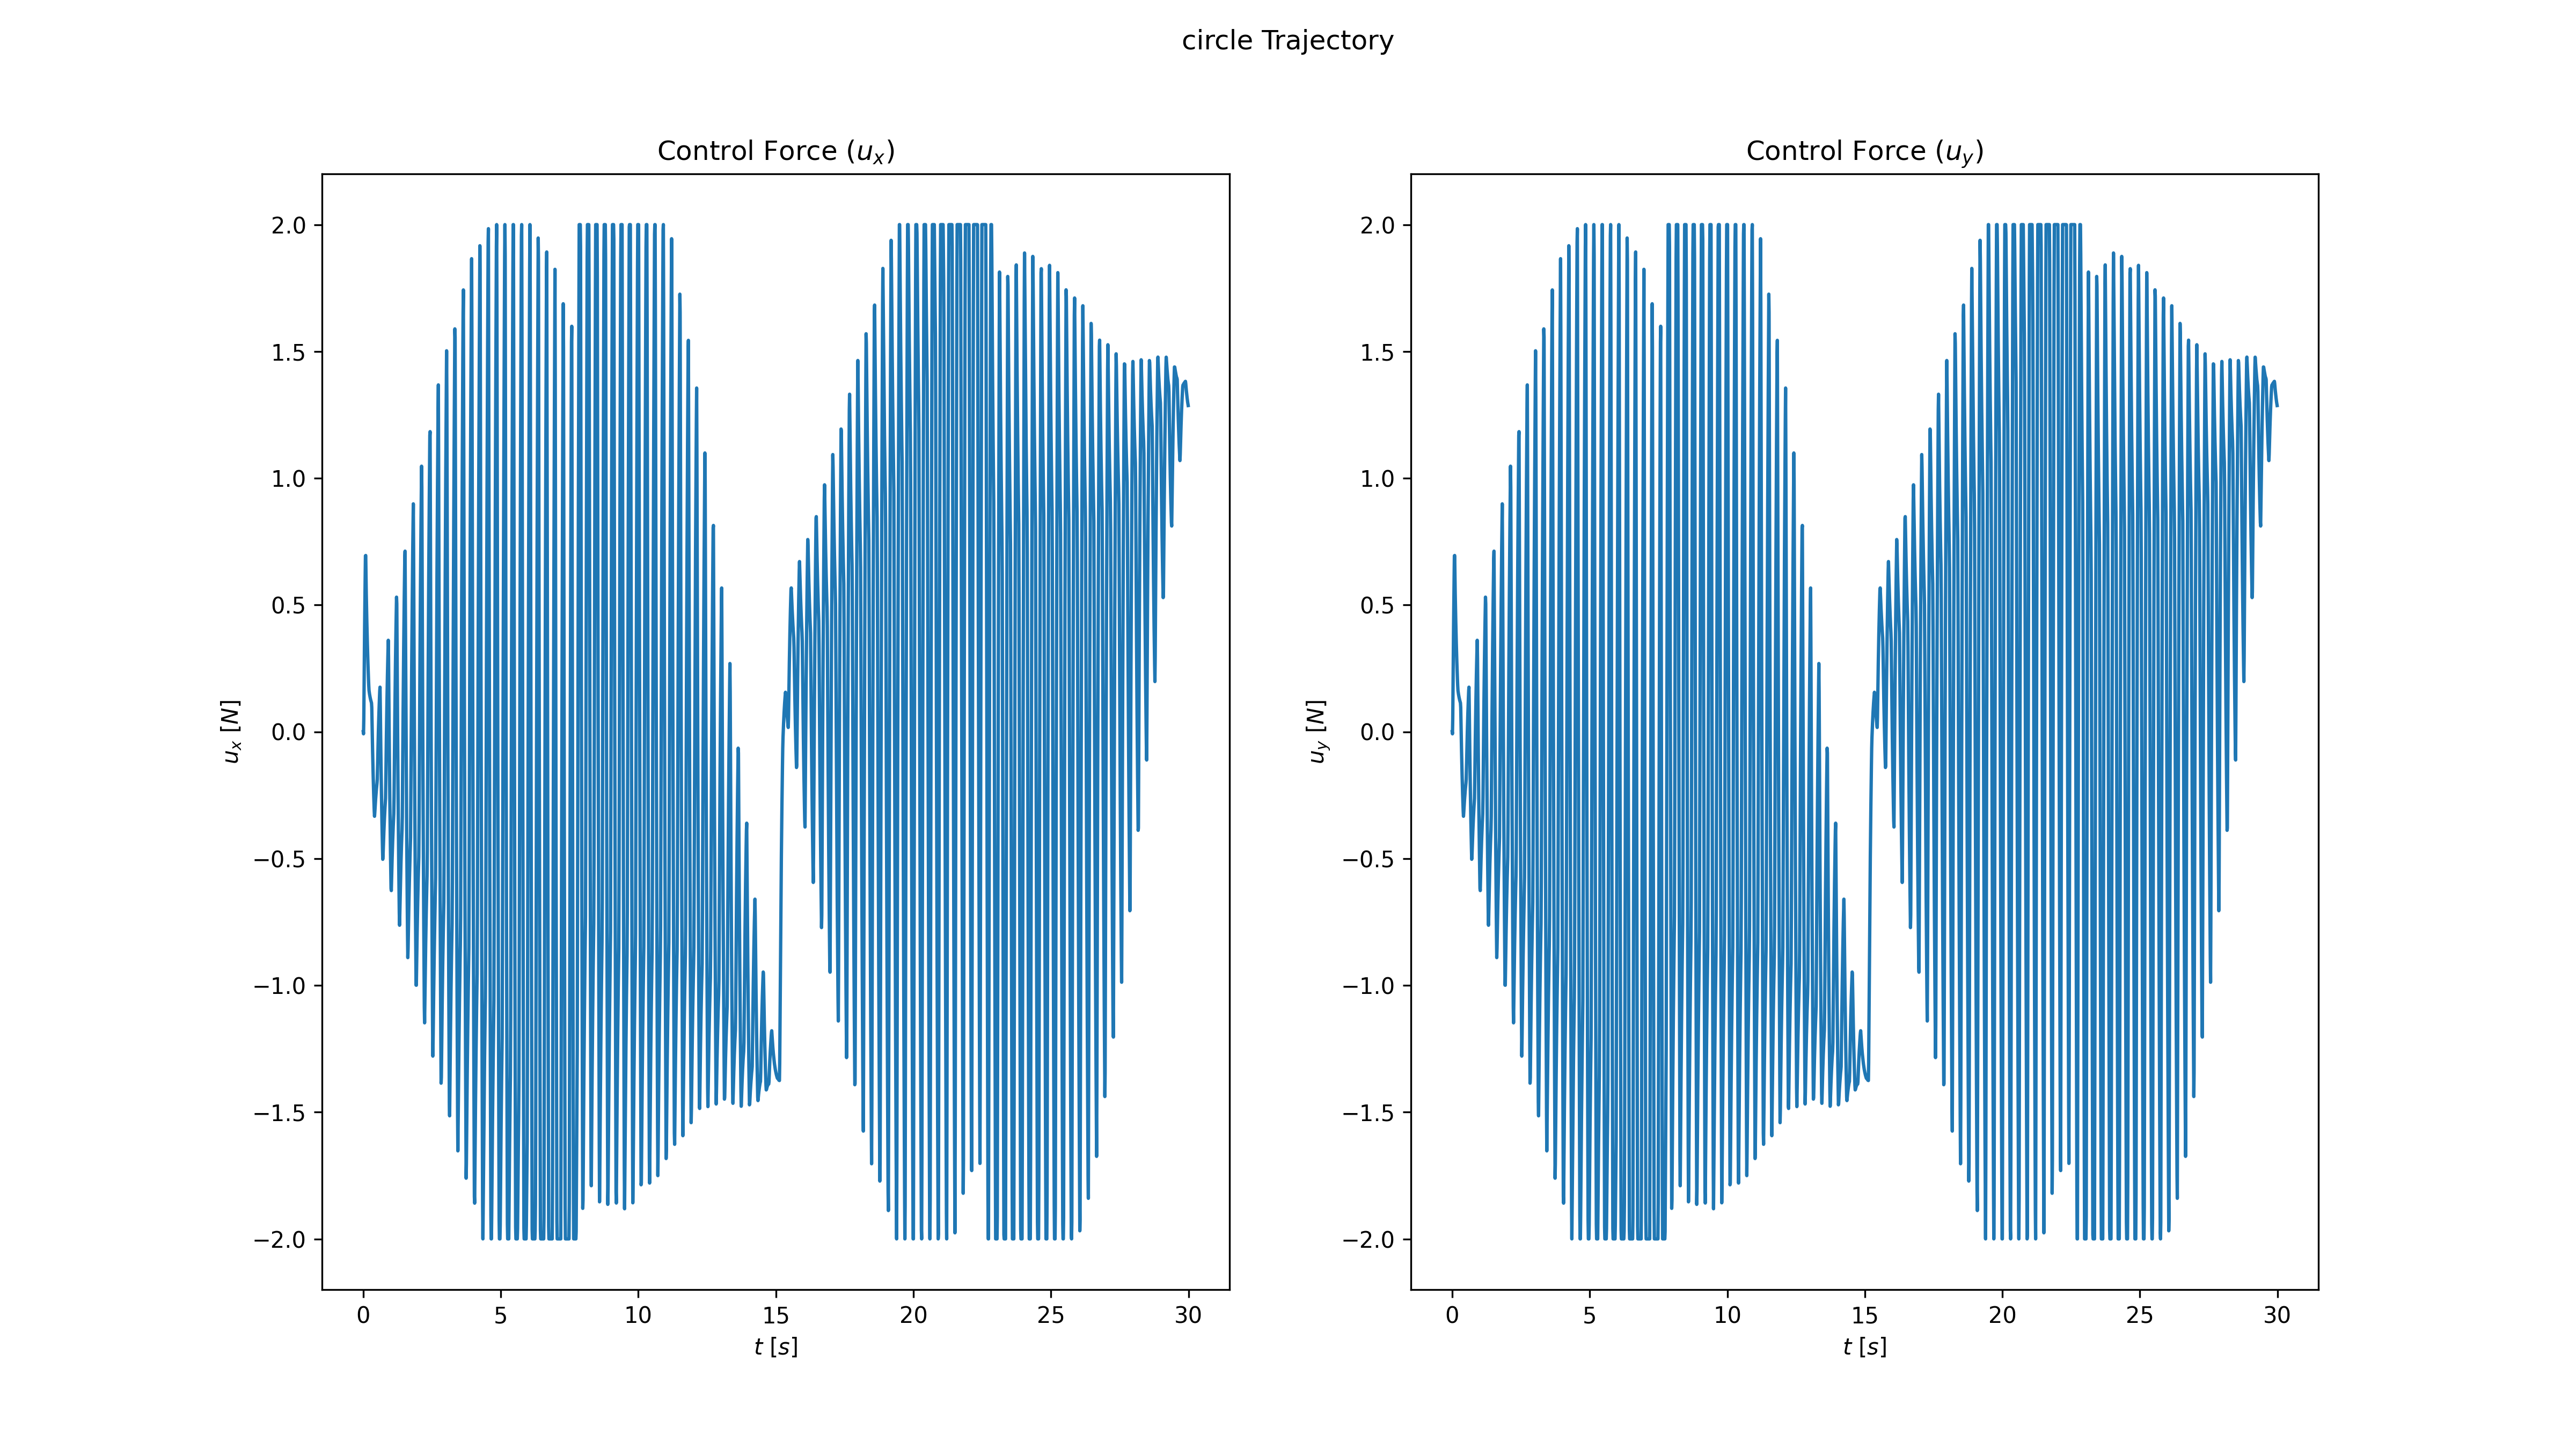 circle Trajectory
Control Force (u_x)
Control Force (u_y)
2.0
1.5
1.0
0.5
0.0
−0.5
−1.0
−1.5
−2.0
u_x [N]
0 5 10 15 20 25 30
t [s]
2.0
1.5
1.0
0.5
0.0
−0.5
−1.0
−1.5
−2.0
u_y [N]
0 5 10 15 20 25 30
t [s]